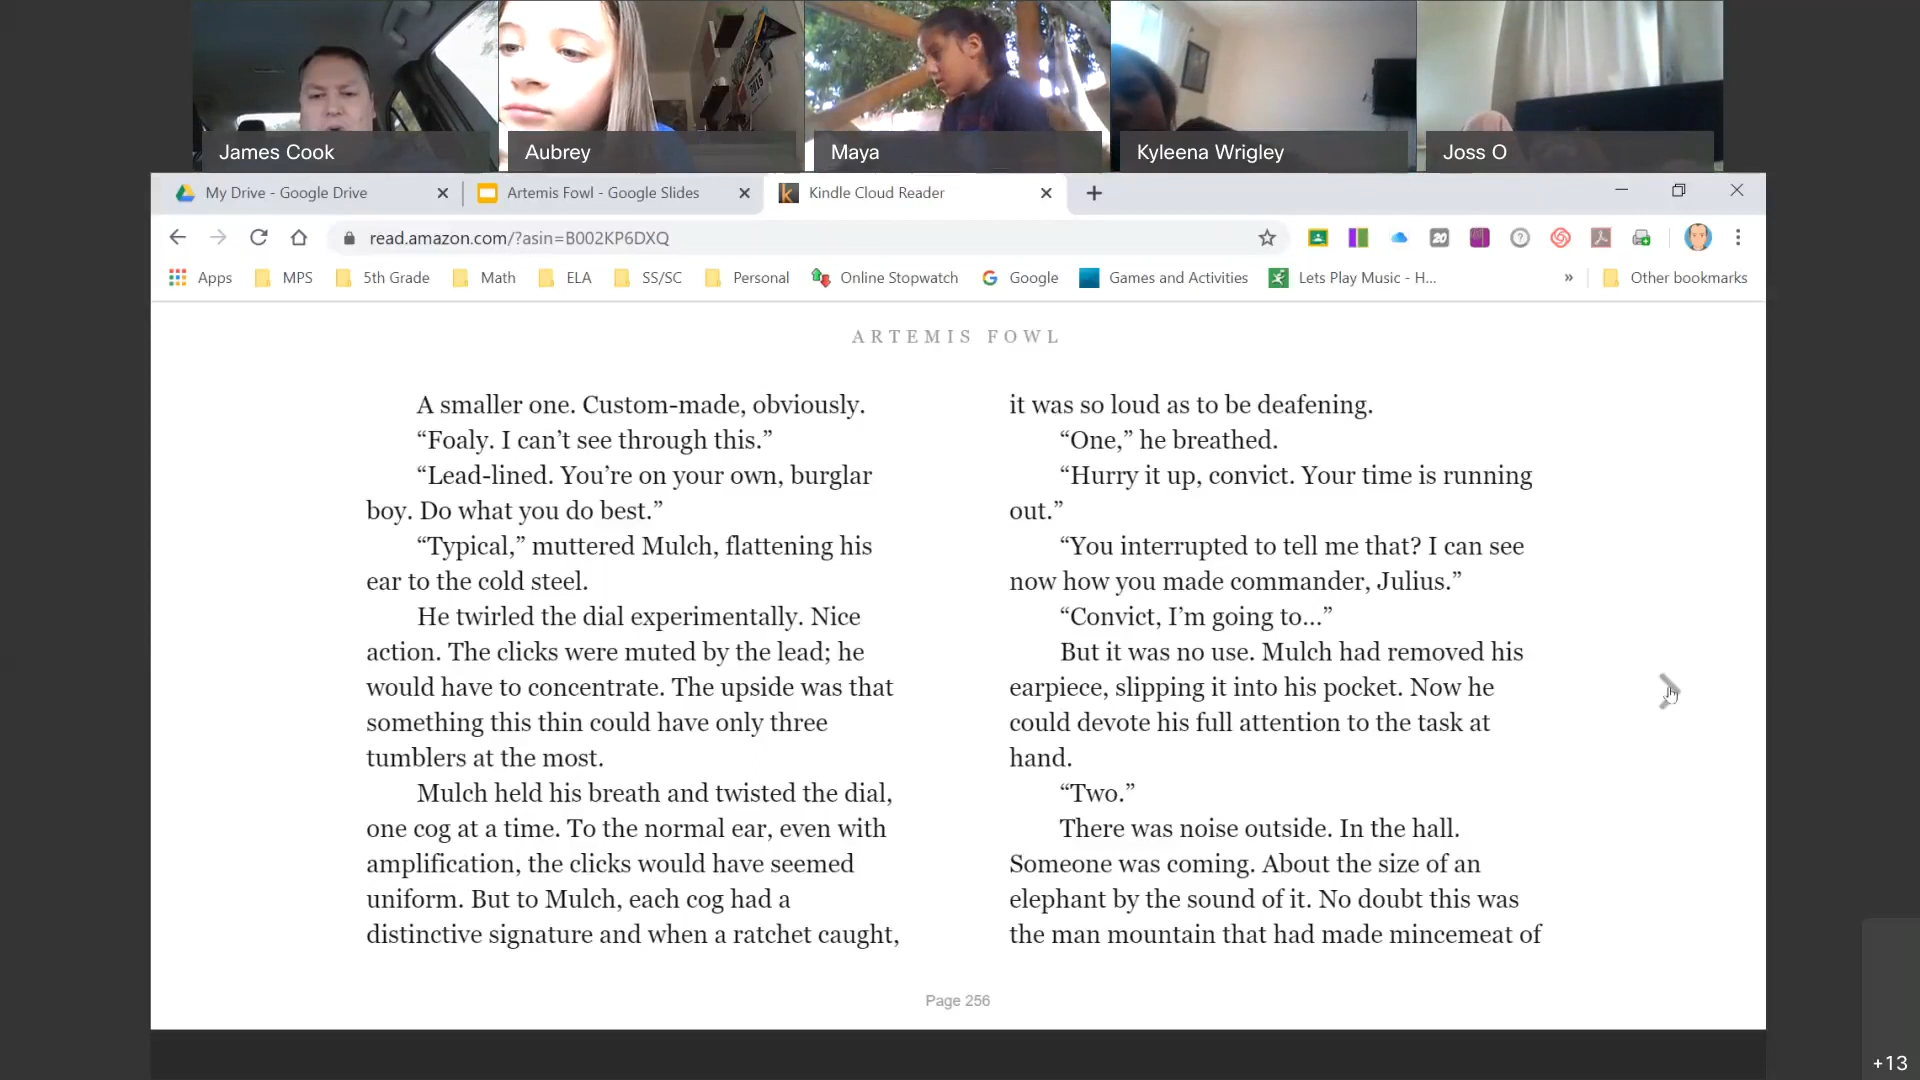 James Cook
Aubrey
Maya
Kyleena Wrigley
Joss O
My Drive - Google Drive
Artemis Fowl - Google Slides
Kindle Cloud Reader
read.amazon.com/?asin=B002KP6DXQ
20
Apps
MPS
5th Grade
Math
ELA
SS/SC
Personal
Online Stopwatch
Google
Games and Activities
Lets Play Music - H...
»
Other bookmarks
ARTEMIS FOWL
A smaller one. Custom-made, obviously.
“Foaly. I can’t see through this.”
“Lead-lined. You’re on your own, burglar
boy. Do what you do best.”
“Typical,” muttered Mulch, flattening his
ear to the cold steel.
He twirled the dial experimentally. Nice
action. The clicks were muted by the lead; he
would have to concentrate. The upside was that
something this thin could have only three
tumblers at the most.
Mulch held his breath and twisted the dial,
one cog at a time. To the normal ear, even with
amplification, the clicks would have seemed
uniform. But to Mulch, each cog had a
distinctive signature and when a ratchet caught,
it was so loud as to be deafening.
“One,” he breathed.
“Hurry it up, convict. Your time is running
out.”
“You interrupted to tell me that? I can see
now how you made commander, Julius.”
“Convict, I’m going to...”
But it was no use. Mulch had removed his
earpiece, slipping it into his pocket. Now he
could devote his full attention to the task at
hand.
“Two.”
There was noise outside. In the hall.
Someone was coming. About the size of an
elephant by the sound of it. No doubt this was
the man mountain that had made mincemeat of
Page 256
+13